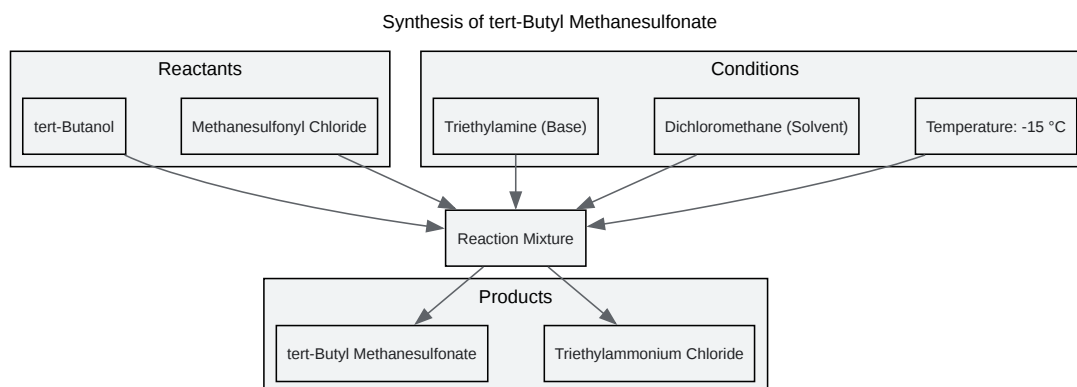 Synthesis of tert-Butyl Methanesulfonate
Reactants
Conditions
tert-Butanol
Methanesulfonyl Chloride
Triethylamine (Base)
Dichloromethane (Solvent)
Temperature: -15 °C
Reaction Mixture
Products
tert-Butyl Methanesulfonate
Triethylammonium Chloride